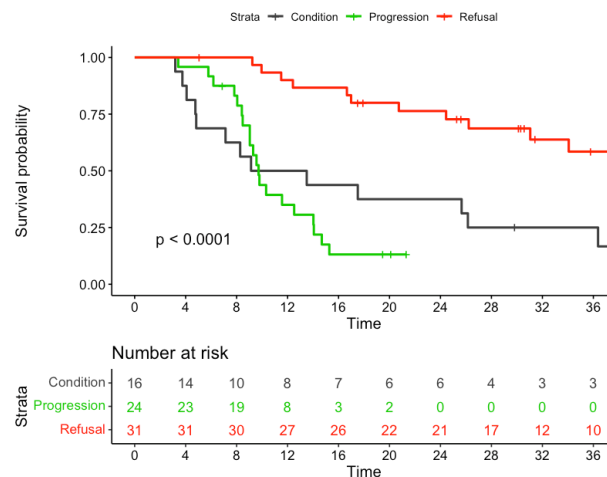 Strata Condition Progression Refusal
Survival probability
1.00
0.75
0.50
0.25
0.00
p < 0.0001
0 4 8 12 16 20 24 28 32 36
Time
Number at risk
Strata
Condition 16 14 10 8 7 6 6 4 3 3
Progression 24 23 19 8 3 2 0 0 0 0
Refusal 31 31 30 27 26 22 21 17 12 10
0 4 8 12 16 20 24 28 32 36
Time